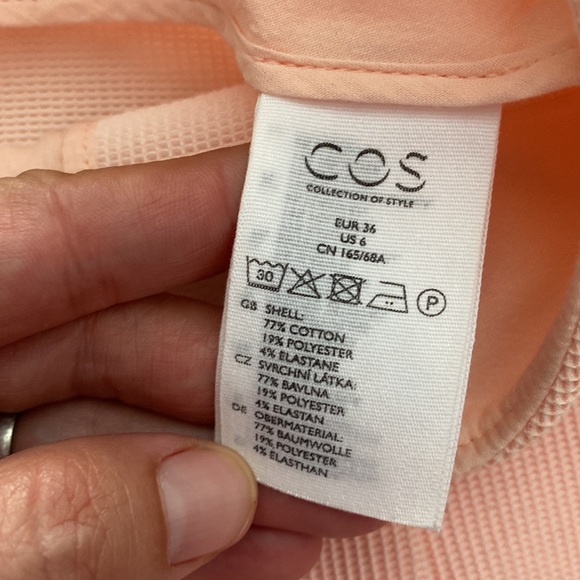 COS
COLLECTION OF STYLE
EUR 36
US 6
CN 165/68A
30 P
GB SHELL:
77% COTTON
19% POLYESTER
4% ELASTANE
CZ SVRCHNÍ LÁTKA:
77% BAVLNA
19% POLYESTER
4% ELASTAN
DE OBERMATERIAL:
77% BAUMWOLLE
19% POLYESTER
4% ELASTHAN